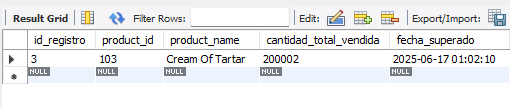 Result Grid Filter Rows: Edit: Export/Import:
id_registro product_id product_name cantidad_total_vendida fecha_superado
3 103 Cream Of Tartar 200002 2025-06-17 01:02:10
NULL NULL NULL NULL NULL